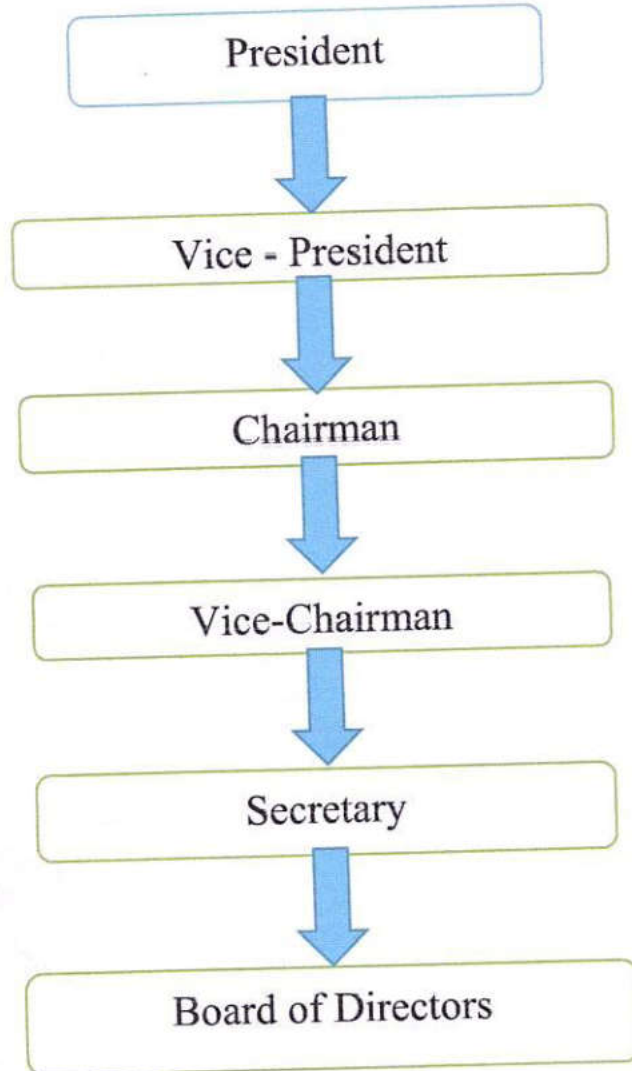 President
Vice - President
Chairman
Vice-Chairman
Secretary
Board of Directors